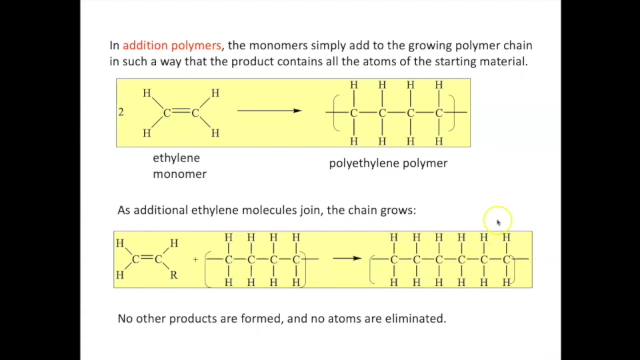 In addition polymers, the monomers simply add to the growing polymer chain
in such a way that the product contains all the atoms of the starting material.
H H H H H H
2 C=C C C C C
H H H H H H
ethylene
monomer
polyethylene polymer
As additional ethylene molecules join, the chain grows:
H H H H H H H H H H H H
C=C + C C C C C C C C C C
H R H H H H H H H H H H
No other products are formed, and no atoms are eliminated.